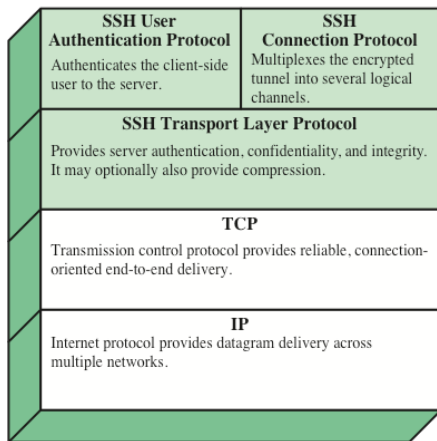 SSH User
Authentication Protocol
Authenticates the client-side
user to the server.
SSH
Connection Protocol
Multiplexes the encrypted
tunnel into several logical
channels.
SSH Transport Layer Protocol
Provides server authentication, confidentiality, and integrity.
It may optionally also provide compression.
TCP
Transmission control protocol provides reliable, connection-
oriented end-to-end delivery.
IP
Internet protocol provides datagram delivery across
multiple networks.